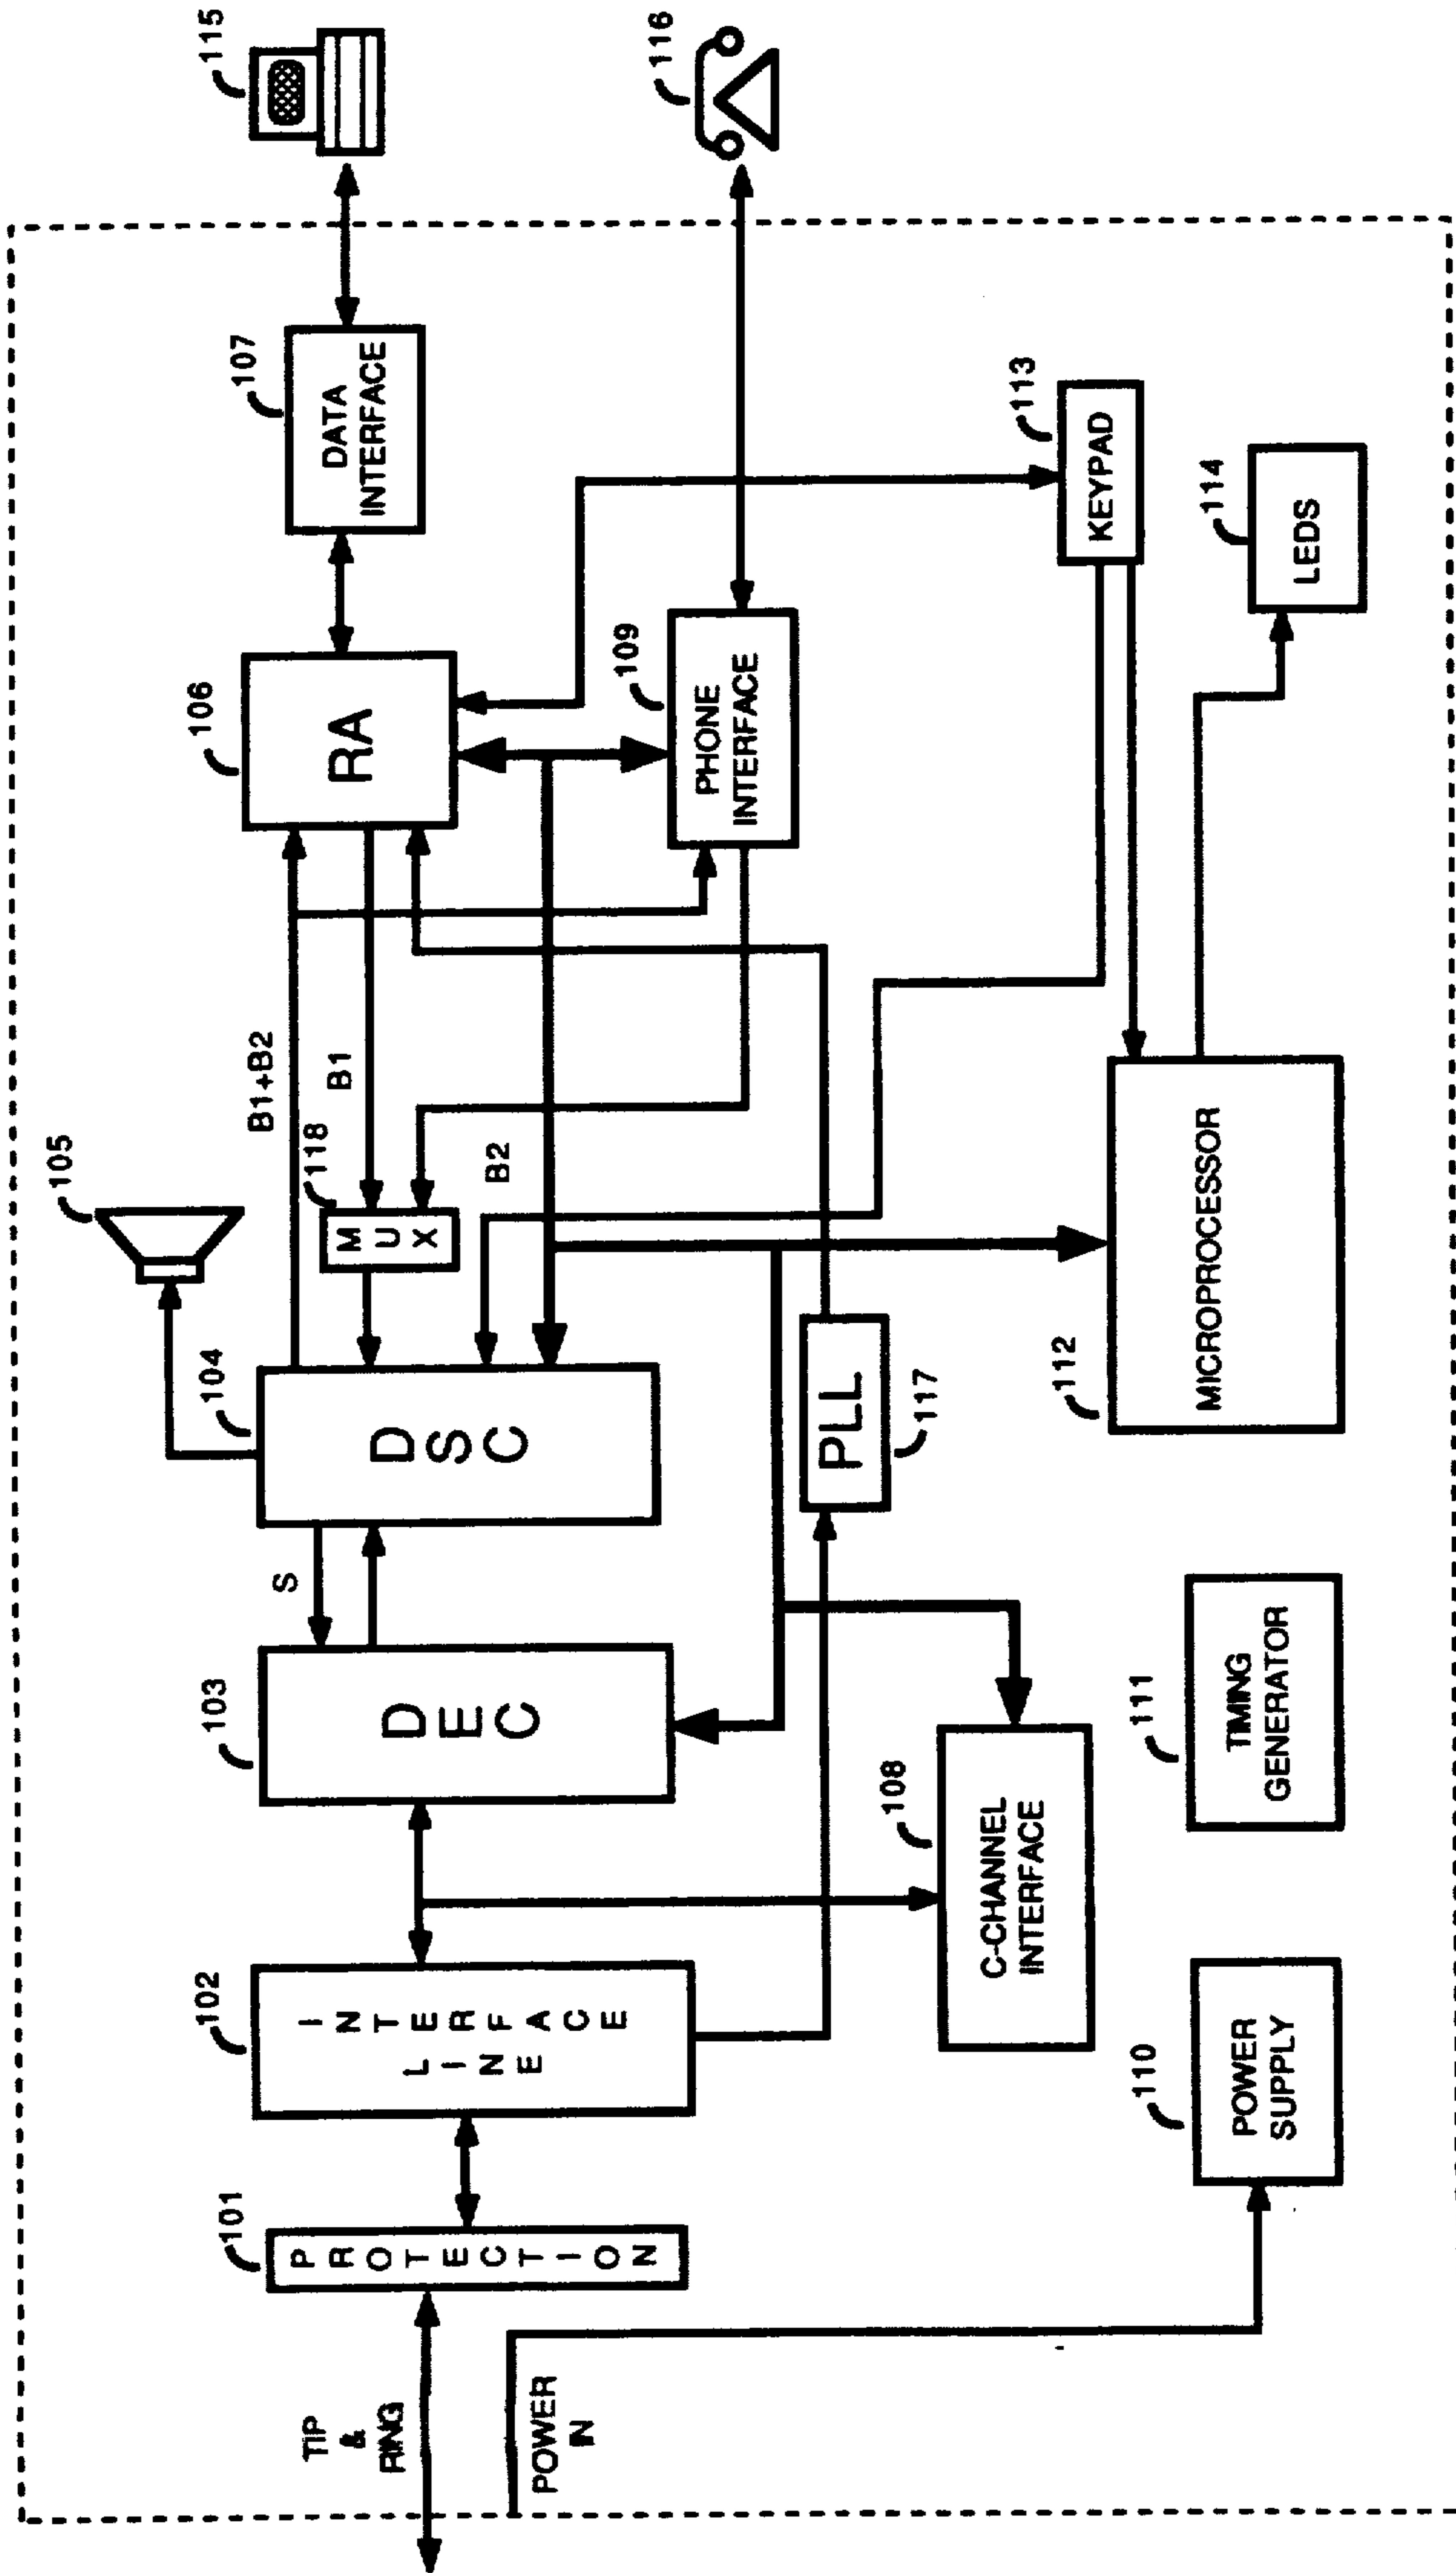 115
116
107
DATA
INTERFACE
113
KEYPAD
114
LEDS
106
RA
109
PHONE
INTERFACE
105
B1+B2
B1
118
MUX
B2
104
DSC
S
PLL
117
112
MICROPROCESSOR
103
DEC
108
C-CHANNEL
INTERFACE
111
TIMING
GENERATOR
102
INTERFACE
LINE
110
POWER
SUPPLY
101
PROTECTION
TIP
&
RING
POWER
IN